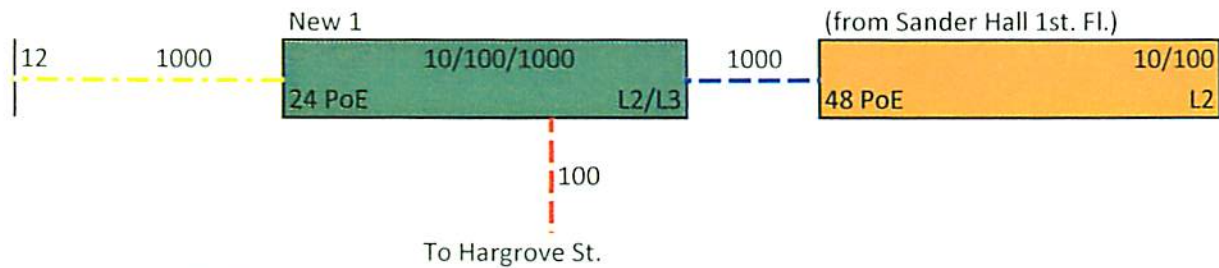 New 1
(from Sander Hall 1st. Fl.)
12
1000
10/100/1000
24 PoE
L2/L3
1000
10/100
48 PoE
L2
100
To Hargrove St.